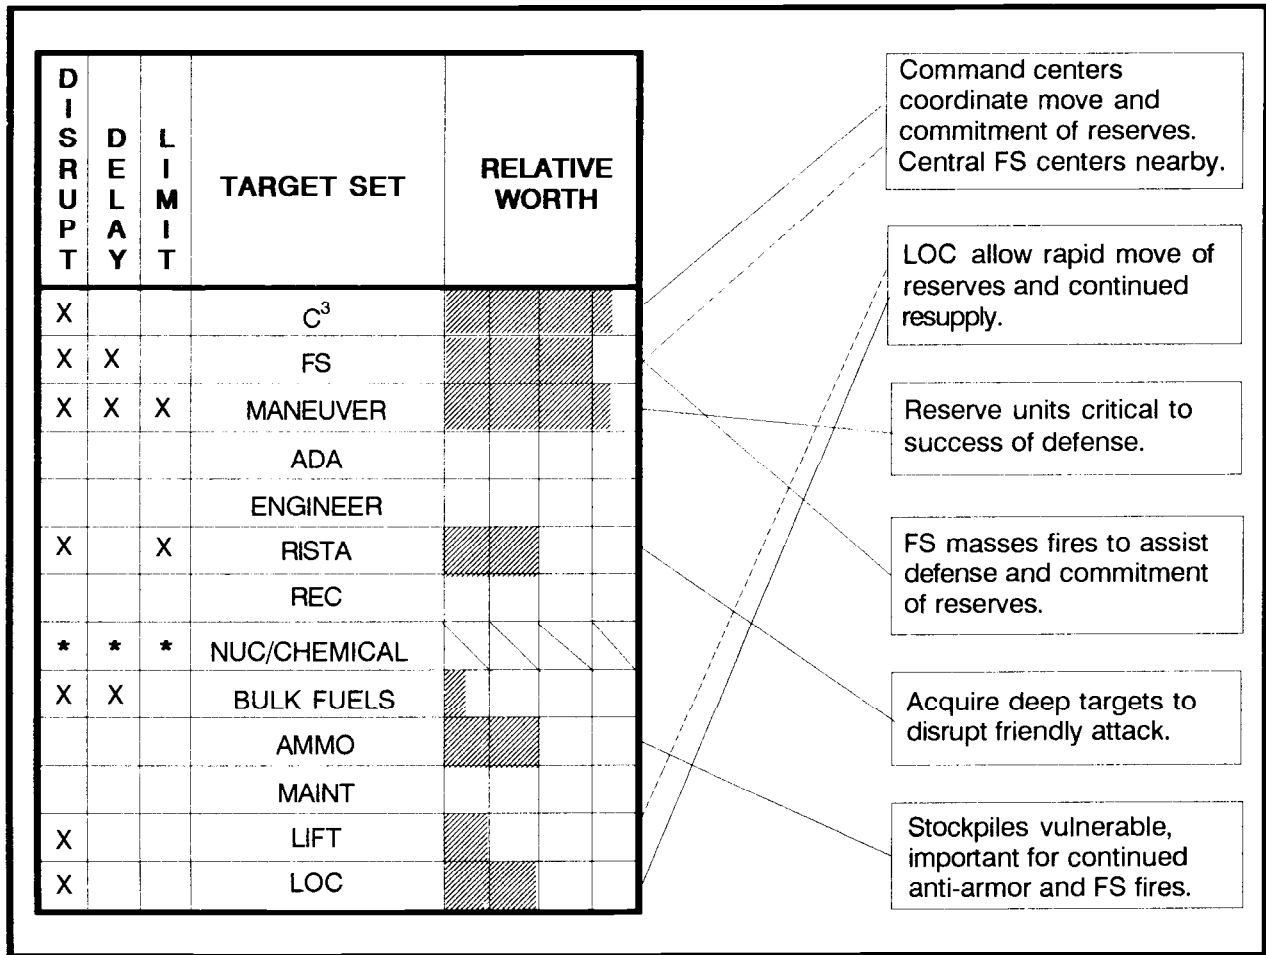 DISRUPT
DELAY
LIMIT
TARGET SET
RELATIVE
WORTH
X C³
X X FS
X X X MANEUVER
ADA
ENGINEER
X X RISTA
REC
* * * NUC/CHEMICAL
X X BULK FUELS
AMMO
MAINT
X LIFT
X LOC
Command centers
coordinate move and
commitment of reserves.
Central FS centers nearby.
LOC allow rapid move of
reserves and continued
resupply.
Reserve units critical to
success of defense.
FS masses fires to assist
defense and commitment
of reserves.
Acquire deep targets to
disrupt friendly attack.
Stockpiles vulnerable,
important for continued
anti-armor and FS fires.